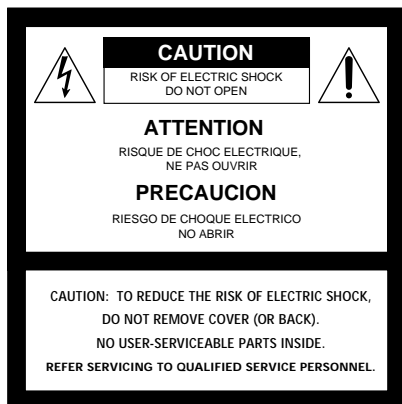 CAUTION
RISK OF ELECTRIC SHOCK
DO NOT OPEN
ATTENTION
RISQUE DE CHOC ELECTRIQUE,
NE PAS OUVRIR
PRECAUCION
RIESGO DE CHOQUE ELECTRICO
NO ABRIR
CAUTION: TO REDUCE THE RISK OF ELECTRIC SHOCK,
DO NOT REMOVE COVER (OR BACK).
NO USER-SERVICEABLE PARTS INSIDE.
REFER SERVICING TO QUALIFIED SERVICE PERSONNEL.